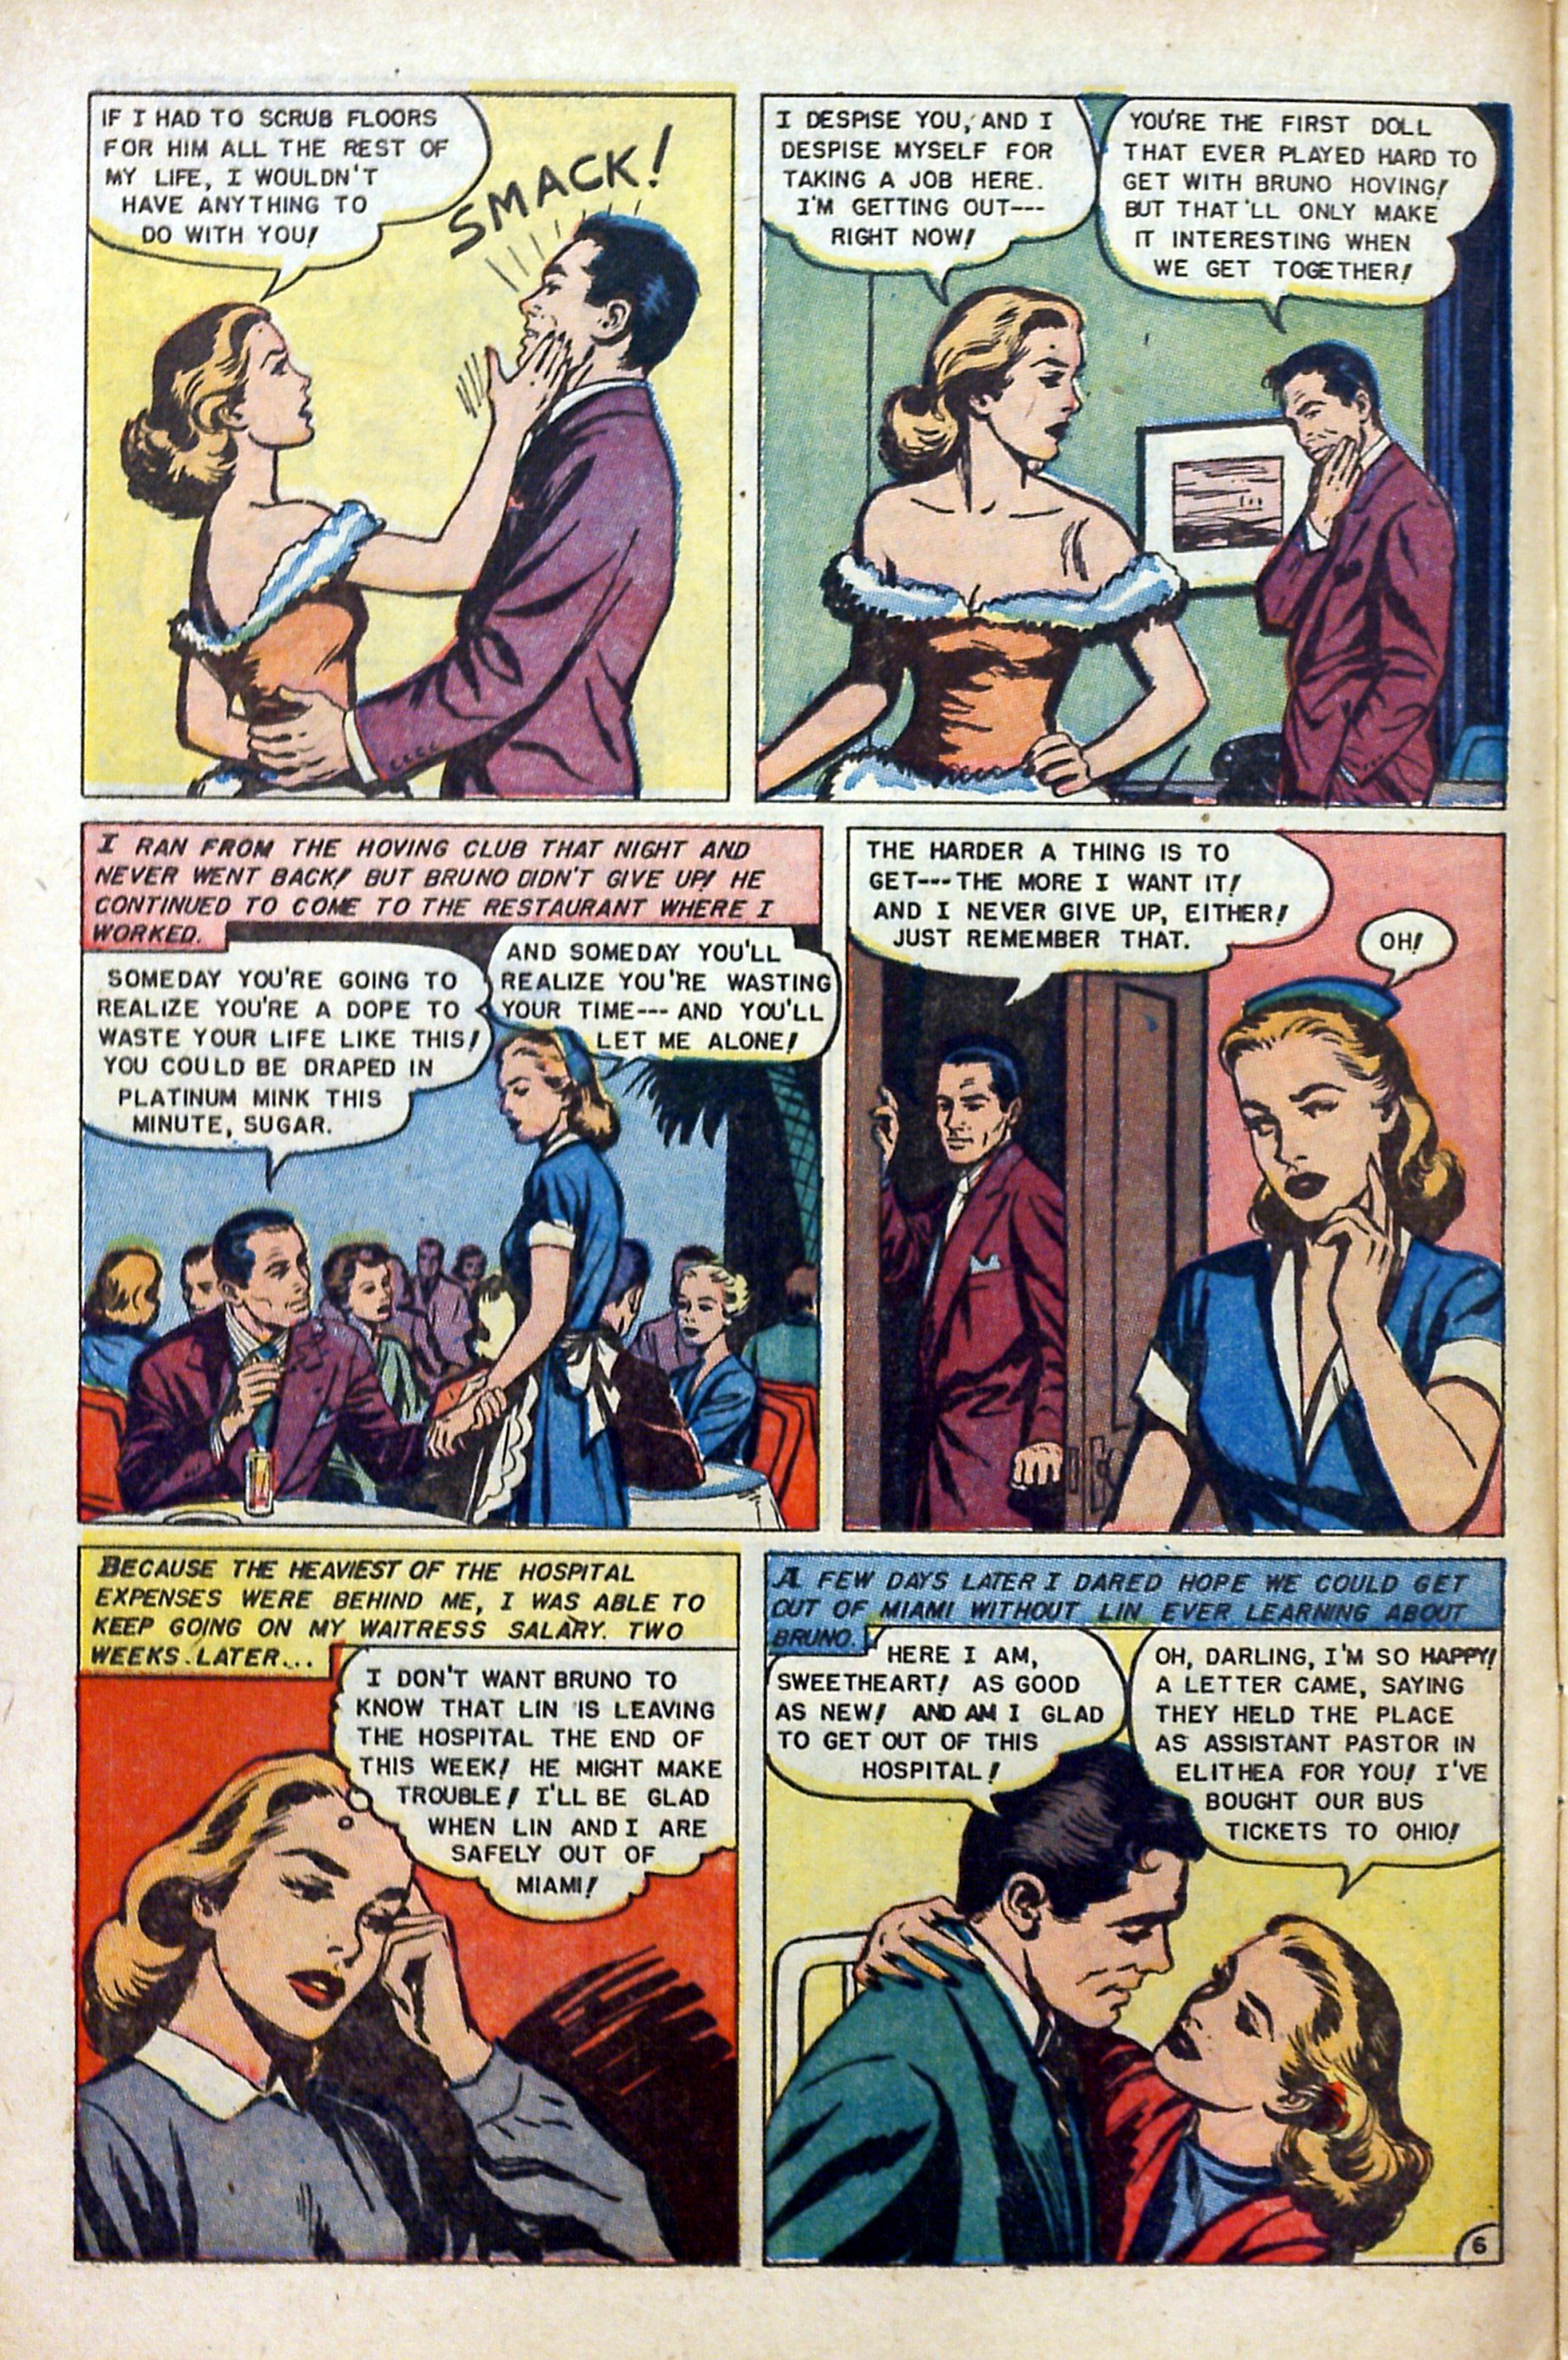 IF I HAD TO SCRUB FLOORS
FOR HIM ALL THE REST OF
MY LIFE, I WOULDN'T
HAVE ANYTHING TO
DO WITH YOU!
SMACK!
I DESPISE YOU, AND I
DESPISE MYSELF FOR
TAKING A JOB HERE.
I'M GETTING OUT---
RIGHT NOW!
YOU'RE THE FIRST DOLL
THAT EVER PLAYED HARD TO
GET WITH BRUNO HOVING!
BUT THAT'LL ONLY MAKE
IT INTERESTING WHEN
WE GET TOGETHER!
I RAN FROM THE HOVING CLUB THAT NIGHT AND
NEVER WENT BACK! BUT BRUNO DIDN'T GIVE UP! HE
CONTINUED TO COME TO THE RESTAURANT WHERE I
WORKED.
SOMEDAY YOU'RE GOING TO
REALIZE YOU'RE A DOPE TO
WASTE YOUR LIFE LIKE THIS!
YOU COULD BE DRAPED IN
PLATINUM MINK THIS
MINUTE, SUGAR.
AND SOMEDAY YOU'LL
REALIZE YOU'RE WASTING
YOUR TIME--- AND YOU'LL
LET ME ALONE!
THE HARDER A THING IS TO
GET---THE MORE I WANT IT!
AND I NEVER GIVE UP, EITHER!
JUST REMEMBER THAT.
OH!
BECAUSE THE HEAVIEST OF THE HOSPITAL
EXPENSES WERE BEHIND ME, I WAS ABLE TO
KEEP GOING ON MY WAITRESS SALARY. TWO
WEEKS LATER...
I DON'T WANT BRUNO TO
KNOW THAT LIN IS LEAVING
THE HOSPITAL THE END OF
THIS WEEK! HE MIGHT MAKE
TROUBLE! I'LL BE GLAD
WHEN LIN AND I ARE
SAFELY OUT OF
MIAMI!
A FEW DAYS LATER I DARED HOPE WE COULD GET
OUT OF MIAMI WITHOUT LIN EVER LEARNING ABOUT
BRUNO.
HERE I AM,
SWEETHEART! AS GOOD
AS NEW! AND AM I GLAD
TO GET OUT OF THIS
HOSPITAL!
OH, DARLING, I'M SO HAPPY!
A LETTER CAME, SAYING
THEY HELD THE PLACE
AS ASSISTANT PASTOR IN
ELITHEA FOR YOU! I'VE
BOUGHT OUR BUS
TICKETS TO OHIO!
6